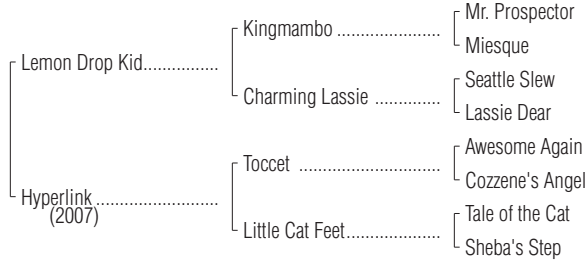 Mr. Prospector
Kingmambo ....................
Miesque
Lemon Drop Kid...............
Seattle Slew
Charming Lassie .............
Lassie Dear
Awesome Again
Toccet ...........................
Cozzene's Angel
Hyperlink .........................
(2007)
Tale of the Cat
Little Cat Feet...................
Sheba's Step